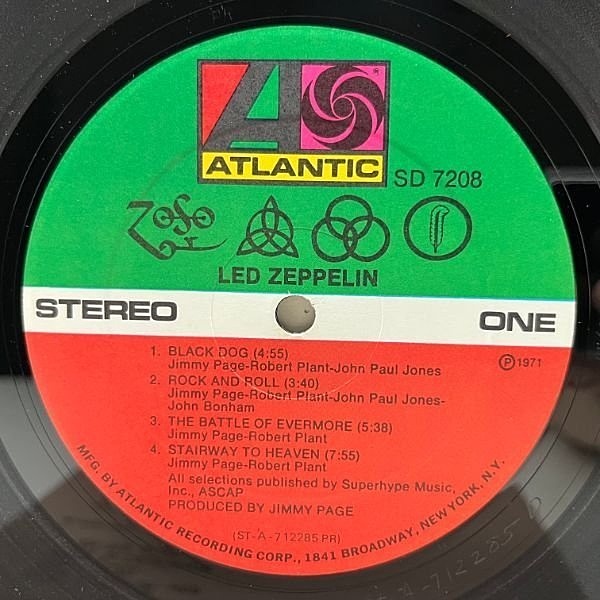 ATLANTIC
SD 7208
LED ZEPPELIN
STEREO
ONE
1. BLACK DOG (4:55)
Jimmy Page-Robert Plant-John Paul Jones
2. ROCK AND ROLL (3:40)
Jimmy Page-Robert Plant-John Paul Jones-
John Bonham
3. THE BATTLE OF EVERMORE (5:38)
Jimmy Page-Robert Plant
4. STAIRWAY TO HEAVEN (7:55)
Jimmy Page-Robert Plant
All selections published by Superhype Music,
Inc., ASCAP
PRODUCED BY JIMMY PAGE
℗1971
(ST-A-712285 PR)
MFG. BY ATLANTIC RECORDING CORP., 1841 BROADWAY, NEW YORK, N.Y.
A-712285